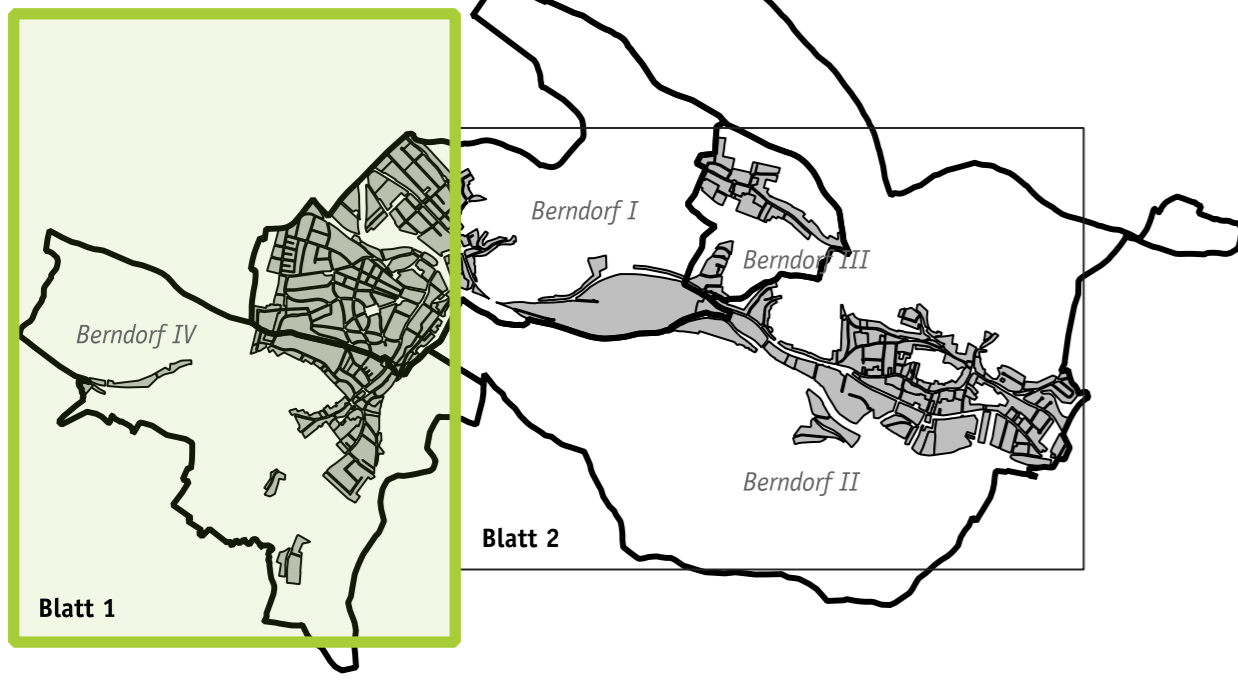 Berndorf I
Berndorf III
Berndorf IV
Berndorf II
Blatt 2
Blatt 1